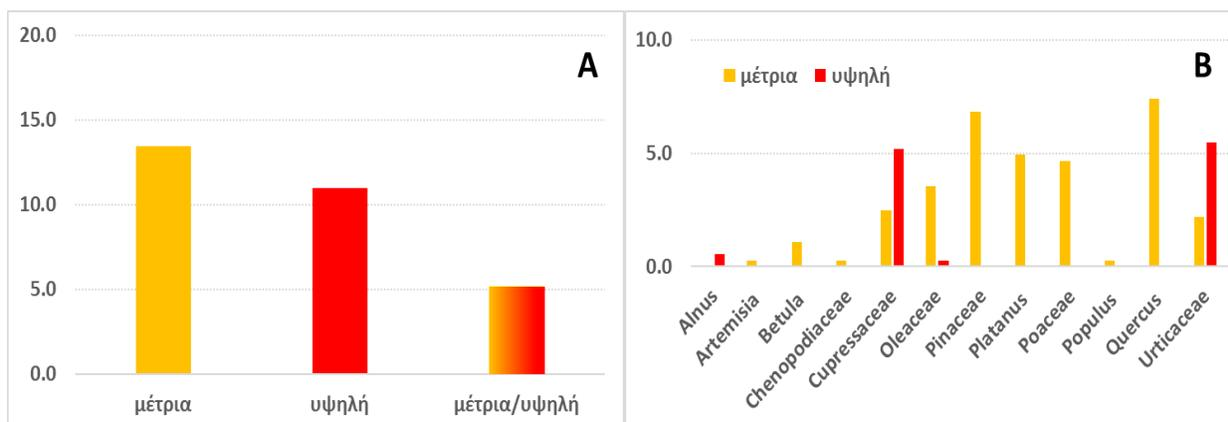 20.0
15.0
10.0
5.0
0.0
A
μέτρια
υψηλή
μέτρια/υψηλή
10.0
5.0
0.0
B
μέτρια υψηλή
Alnus
Artemisia
Betula
Chenopodiaceae
Cupressaceae
Oleaceae
Pinaceae
Platanus
Poaceae
Populus
Quercus
Urticaceae